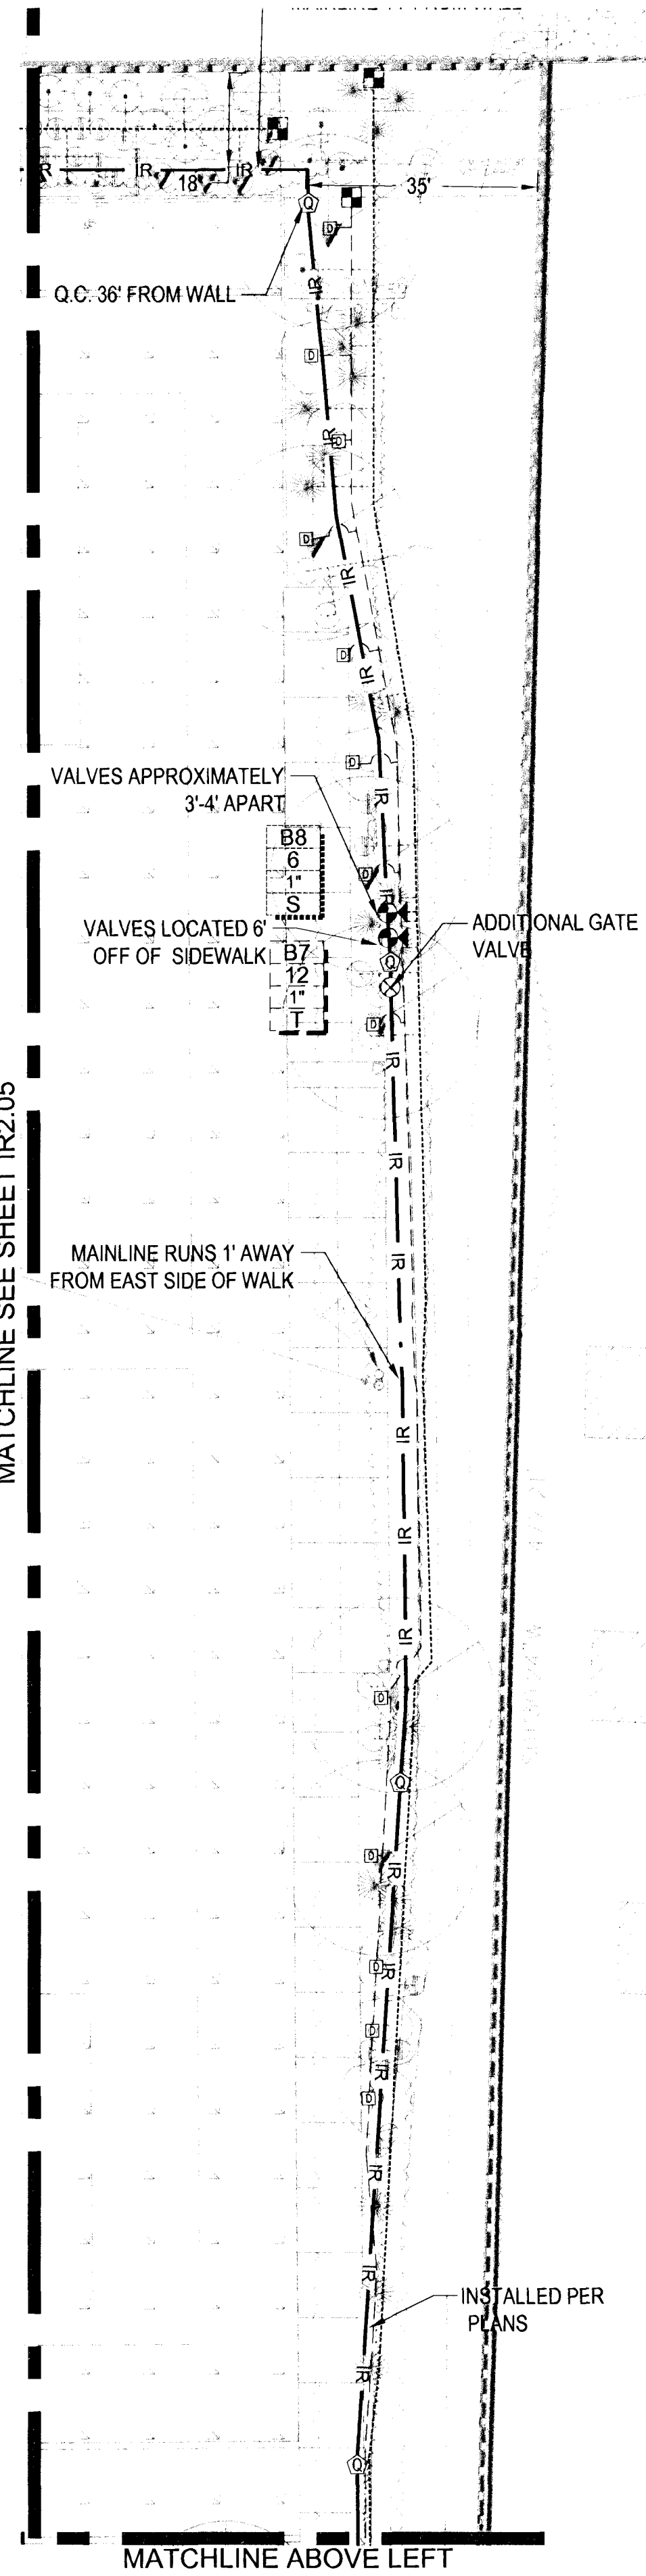 R
IR
IR
18'
35'
Q
D
Q.C. 36' FROM WALL
IR
D
IR
D
D
IR
D
IR
D
VALVES APPROXIMATELY
3'-4' APART
IR
B8
6
1"
S
D
IR
VALVES LOCATED 6'
OFF OF SIDEWALK
ADDITIONAL GATE
VALVE
B7
12
1"
T
Q
D
IR
IR
MATCHLINE SEE SHEET IR2.05
MAINLINE RUNS 1' AWAY
FROM EAST SIDE OF WALK
IR
IR
IR
IR
D
Q
D
IR
D
IR
D
IR
D
IR
IR
INSTALLED PER
PLANS
IR
Q
MATCHLINE ABOVE LEFT